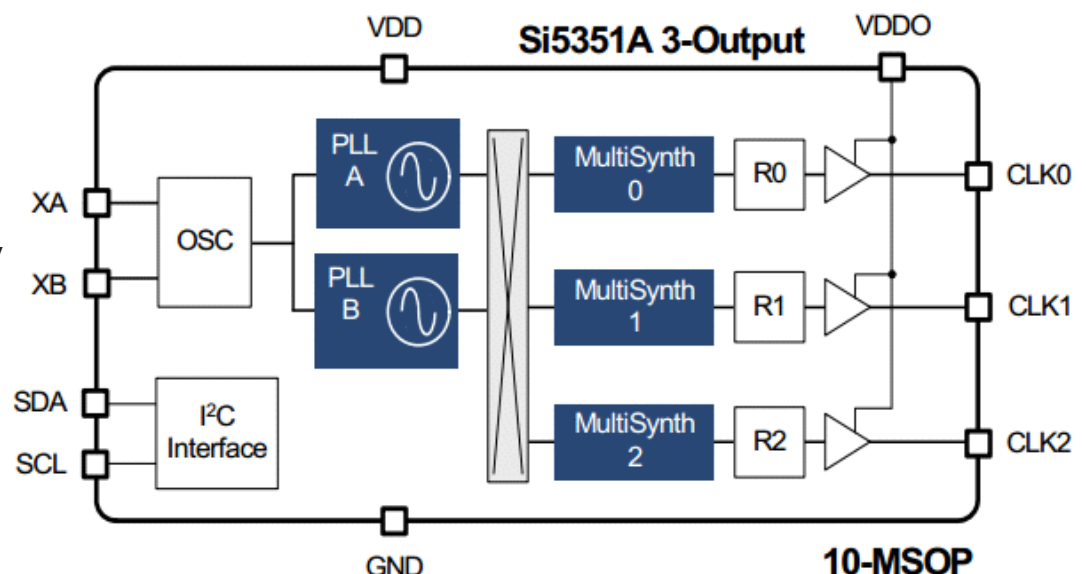 VDD
Si5351A 3-Output
VDDO
PLL
A
MultiSynth
0
R0
CLK0
XA
OSC
XB
PLL
B
MultiSynth
1
R1
CLK1
SDA
I²C
Interface
SCL
MultiSynth
2
R2
CLK2
GND
10-MSOP